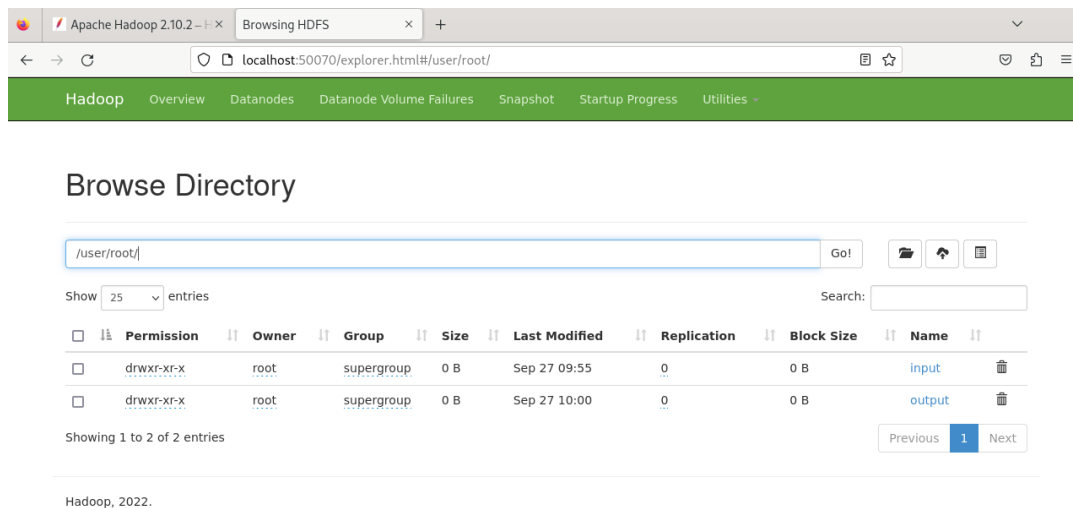 Apache Hadoop 2.10.2 – H
Browsing HDFS
localhost:50070/explorer.html#/user/root/
Hadoop Overview Datanodes Datanode Volume Failures Snapshot Startup Progress Utilities
Browse Directory
/user/root/ Go!
Show 25 entries Search:
Permission Owner Group Size Last Modified Replication Block Size Name
drwxr-xr-x root supergroup 0 B Sep 27 09:55 0 0 B input
drwxr-xr-x root supergroup 0 B Sep 27 10:00 0 0 B output
Showing 1 to 2 of 2 entries Previous 1 Next
Hadoop, 2022.